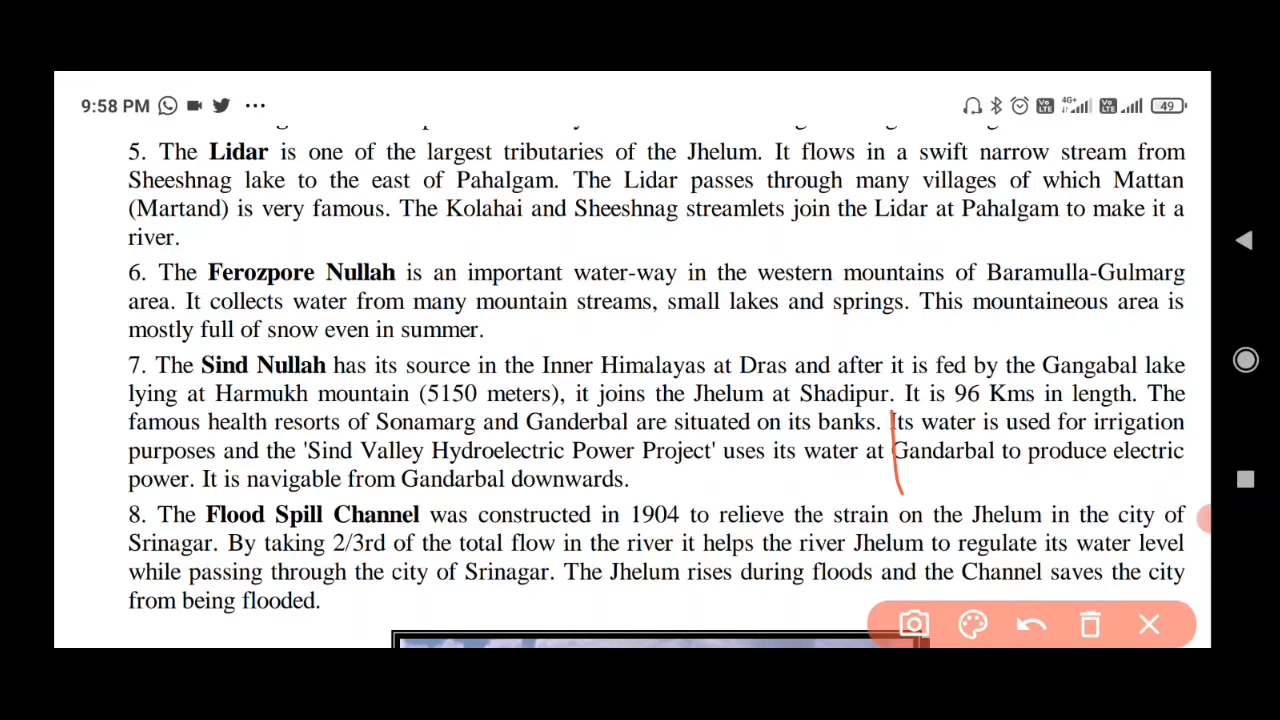 9:58 PM ... 4G+ Vo LTE Vo LTE 49
5. The Lidar is one of the largest tributaries of the Jhelum. It flows in a swift narrow stream from
Sheeshnag lake to the east of Pahalgam. The Lidar passes through many villages of which Mattan
(Martand) is very famous. The Kolahai and Sheeshnag streamlets join the Lidar at Pahalgam to make it a
river.
6. The Ferozpore Nullah is an important water-way in the western mountains of Baramulla-Gulmarg
area. It collects water from many mountain streams, small lakes and springs. This mountaineous area is
mostly full of snow even in summer.
7. The Sind Nullah has its source in the Inner Himalayas at Dras and after it is fed by the Gangabal lake
lying at Harmukh mountain (5150 meters), it joins the Jhelum at Shadipur. It is 96 Kms in length. The
famous health resorts of Sonamarg and Ganderbal are situated on its banks. Its water is used for irrigation
purposes and the 'Sind Valley Hydroelectric Power Project' uses its water at Gandarbal to produce electric
power. It is navigable from Gandarbal downwards.
8. The Flood Spill Channel was constructed in 1904 to relieve the strain on the Jhelum in the city of
Srinagar. By taking 2/3rd of the total flow in the river it helps the river Jhelum to regulate its water level
while passing through the city of Srinagar. The Jhelum rises during floods and the Channel saves the city
from being flooded.